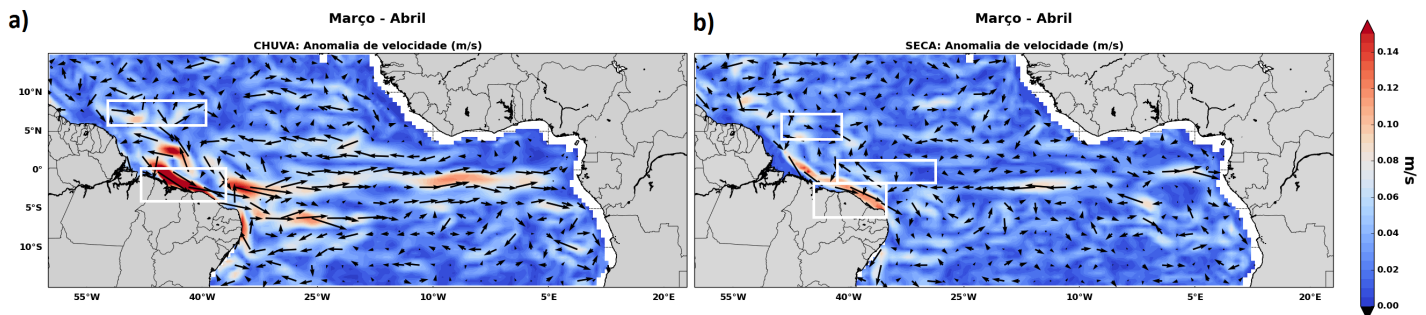 a)
Março - Abril
CHUVA: Anomalia de velocidade (m/s)
10°N
5°N
0°
5°S
10°S
55°W
40°W
25°W
10°W
5°E
20°E
b)
Março - Abril
SECA: Anomalia de velocidade (m/s)
55°W
40°W
25°W
10°W
5°E
20°E
0.14
0.12
0.10
0.08
0.06
0.04
0.02
0.00
m/s